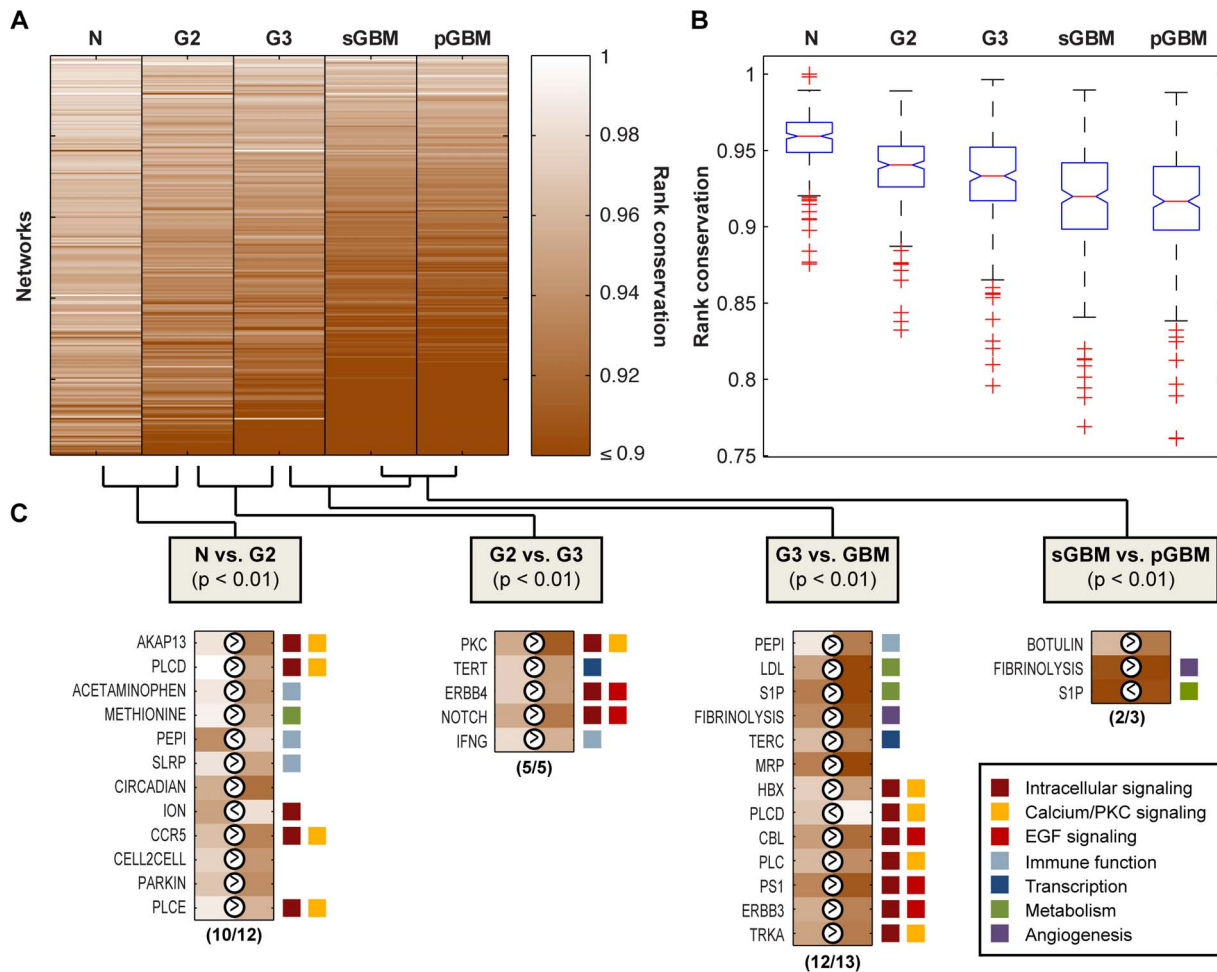 A
N G2 G3 sGBM pGBM
Networks
1
0.98
0.96
0.94
0.92
≤ 0.9
Rank conservation
B
N G2 G3 sGBM pGBM
Rank conservation
1
0.95
0.9
0.85
0.8
0.75
C
N vs. G2
(p < 0.01)
G2 vs. G3
(p < 0.01)
G3 vs. GBM
(p < 0.01)
sGBM vs. pGBM
(p < 0.01)
AKAP13 >
PLCD >
ACETAMINOPHEN >
METHIONINE >
PEPI <
SLRP >
CIRCADIAN >
ION <
CCR5 >
CELL2CELL >
PARKIN >
PLCE >
(10/12)
PKC >
TERT >
ERBB4 >
NOTCH >
IFNG >
(5/5)
PEPI >
LDL >
S1P >
FIBRINOLYSIS >
TERC >
MRP >
HBX >
PLCD <
CBL >
PLC >
PS1 >
ERBB3 >
TRKA >
(12/13)
BOTULIN >
FIBRINOLYSIS >
S1P <
(2/3)
Intracellular signaling
Calcium/PKC signaling
EGF signaling
Immune function
Transcription
Metabolism
Angiogenesis